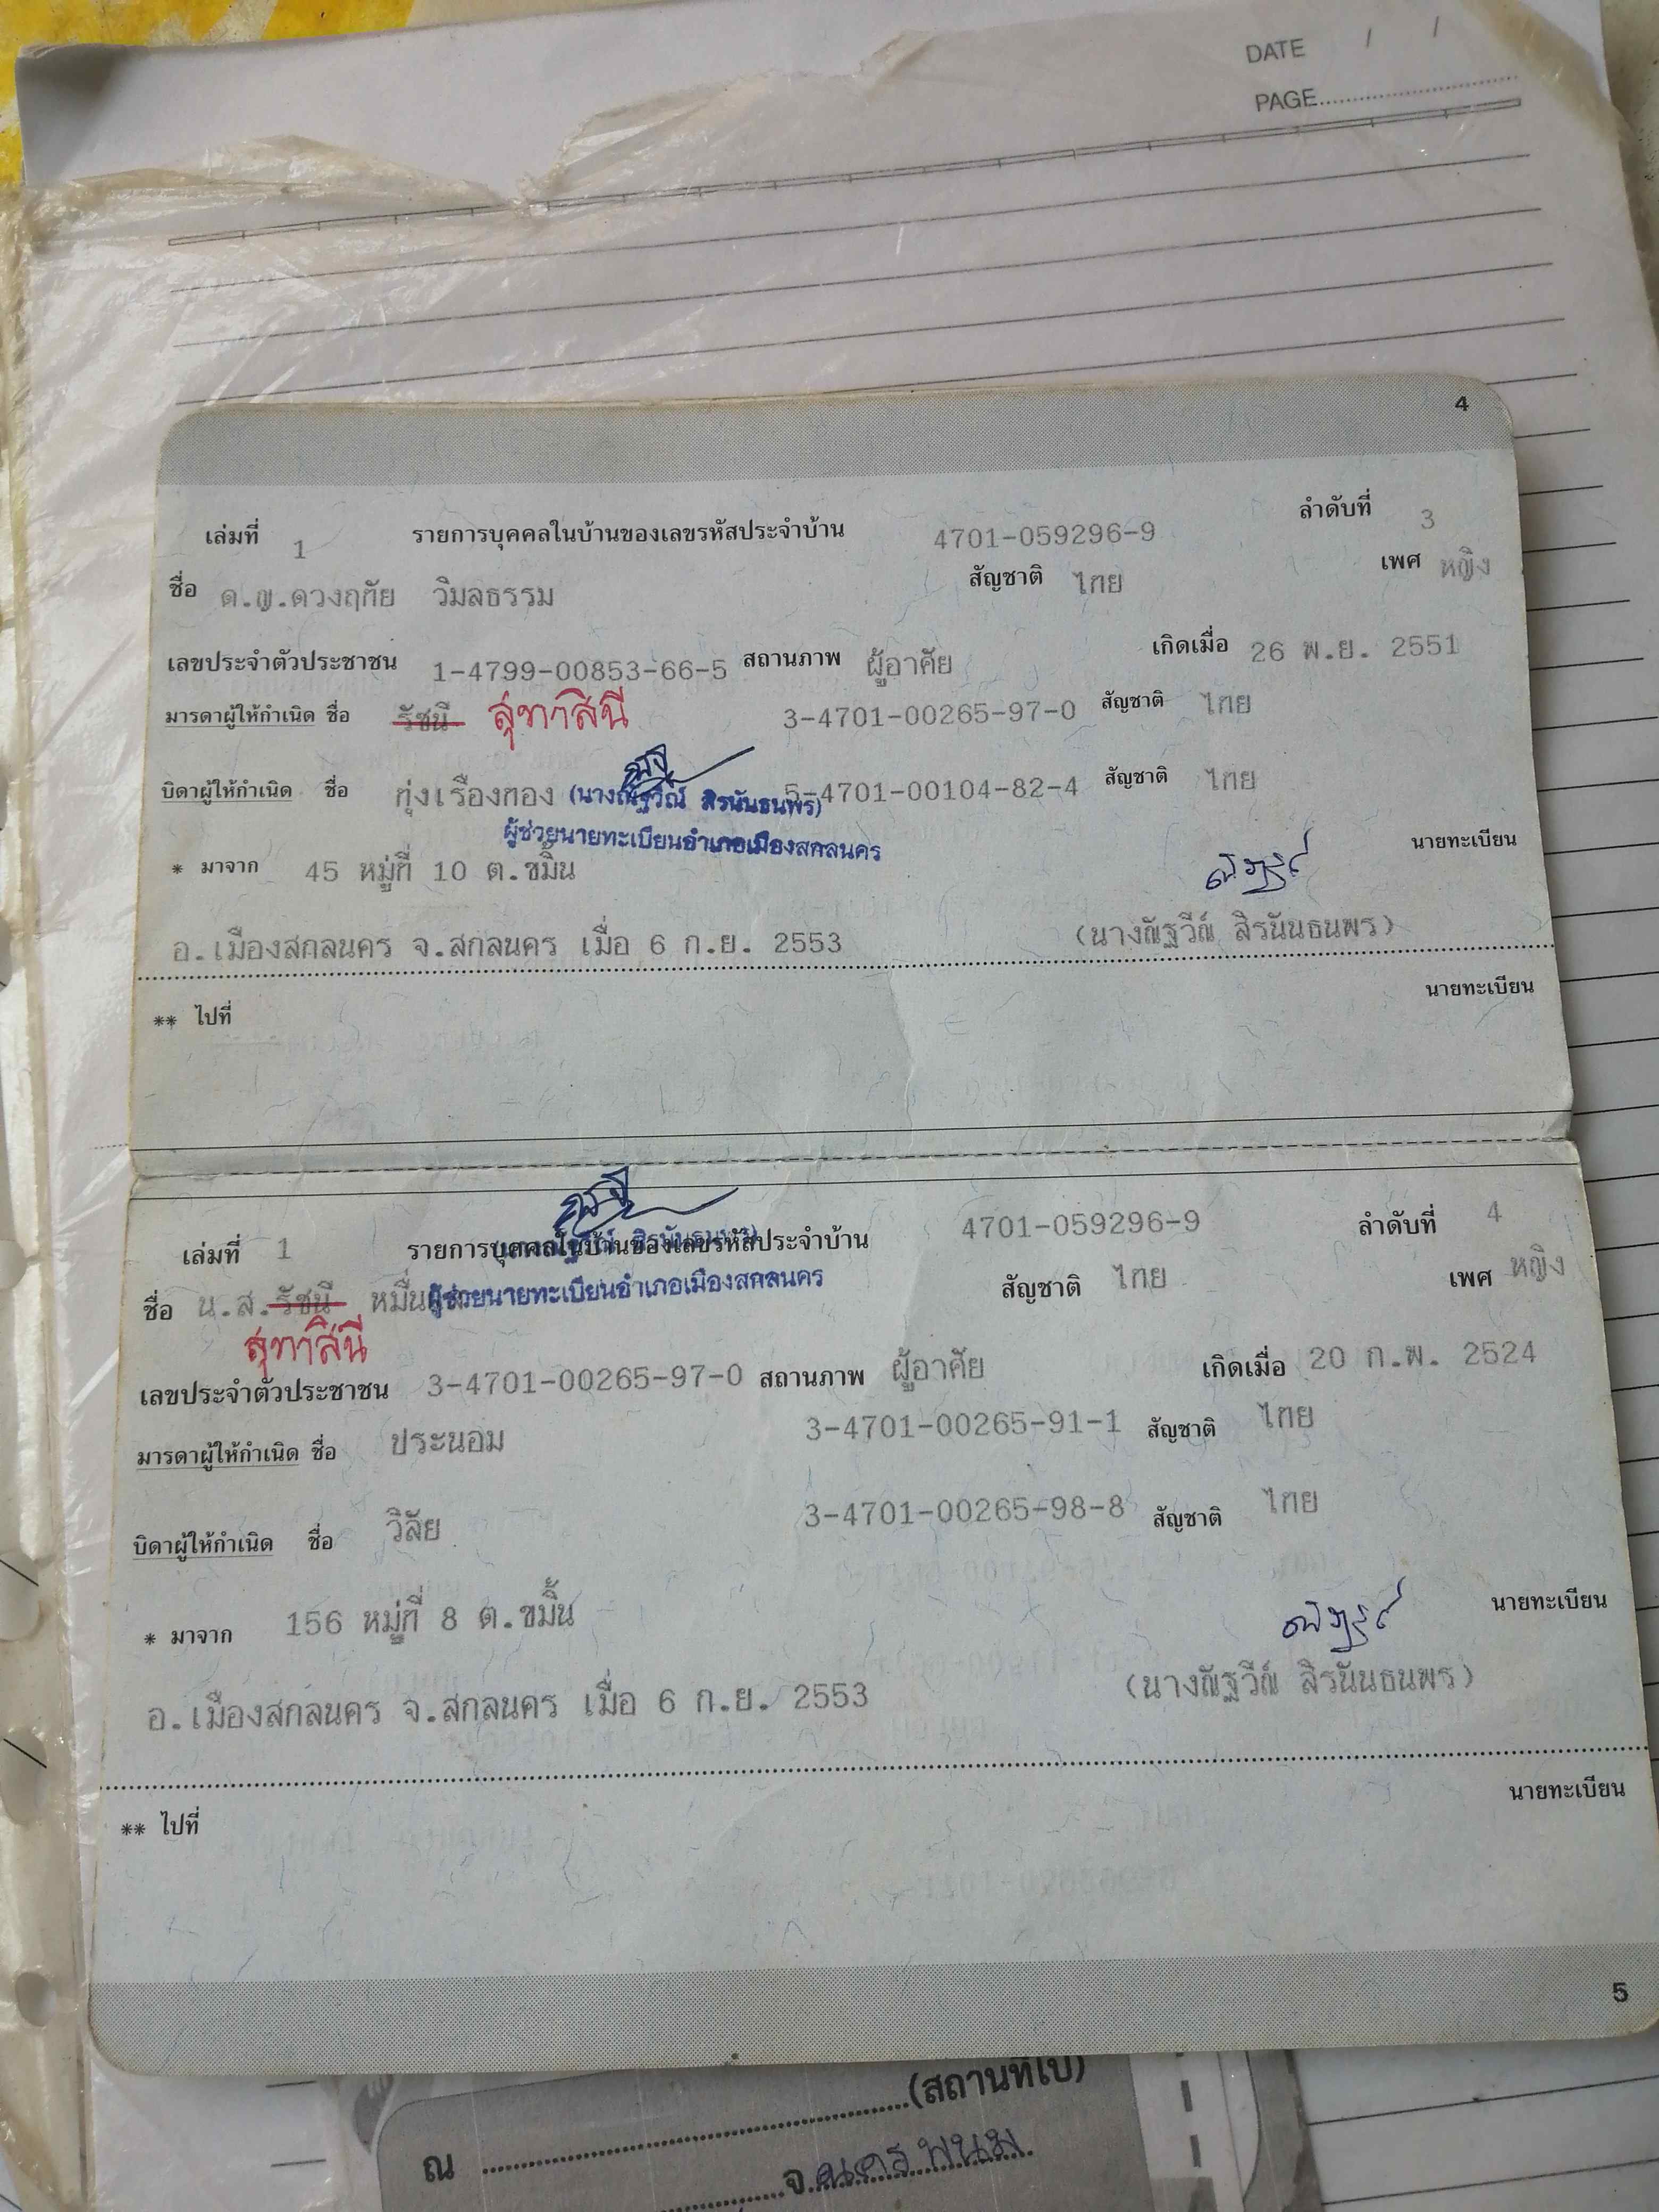 DATE / /
PAGE
4
เล่มที่ 1 รายการบุคคลในบ้านของเลขรหัสประจำบ้าน 4701-059296-9 ลำดับที่ 3
ชื่อ ด.ญ.ดวงฤทัย วิมลธรรม สัญชาติ ไทย เพศ หญิง
เลขประจำตัวประชาชน 1-4799-00853-66-5 สถานภาพ ผู้อาศัย เกิดเมื่อ 26 พ.ย. 2551
มารดาผู้ให้กำเนิด ชื่อ รัชนี สุทาสินี 3-4701-00265-97-0 สัญชาติ ไทย
บิดาผู้ให้กำเนิด ชื่อ ทุ่งเรืองทอง (นางณัฐวีณ์ สิรนันธนพร) 5-4701-00104-82-4 สัญชาติ ไทย
ผู้ช่วยนายทะเบียนอำเภอเมืองสกลนคร
นายทะเบียน
* มาจาก 45 หมู่ที่ 10 ต.ขมิ้น
อ.เมืองสกลนคร จ.สกลนคร เมื่อ 6 ก.ย. 2553 (นางณัฐวีณ์ สิรนันธนพร)
** ไปที่ นายทะเบียน
เล่มที่ 1 รายการบุคคลในบ้านของเลขรหัสประจำบ้าน 4701-059296-9 ลำดับที่ 4
ชื่อ น.ส.รัชนี ผู้ช่วยนายทะเบียนอำเภอเมืองสกลนคร สัญชาติ ไทย เพศ หญิง
สุทาสินี
เลขประจำตัวประชาชน 3-4701-00265-97-0 สถานภาพ ผู้อาศัย เกิดเมื่อ 20 ก.พ. 2524
มารดาผู้ให้กำเนิด ชื่อ ประนอม 3-4701-00265-91-1 สัญชาติ ไทย
บิดาผู้ให้กำเนิด ชื่อ วิลัย 3-4701-00265-98-8 สัญชาติ ไทย
* มาจาก 156 หมู่ที่ 8 ต.ขมิ้น นายทะเบียน
อ.เมืองสกลนคร จ.สกลนคร เมื่อ 6 ก.ย. 2553 (นางณัฐวีณ์ สิรนันธนพร)
** ไปที่ นายทะเบียน
5
(สถานที่ไป)
ณ
จ.นครพนม